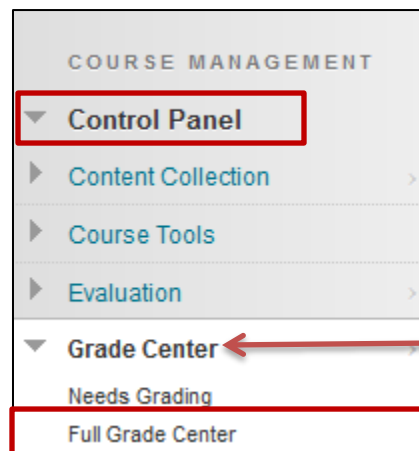 COURSE MANAGEMENT
Control Panel
Content Collection
Course Tools
Evaluation
Grade Center
Needs Grading
Full Grade Center